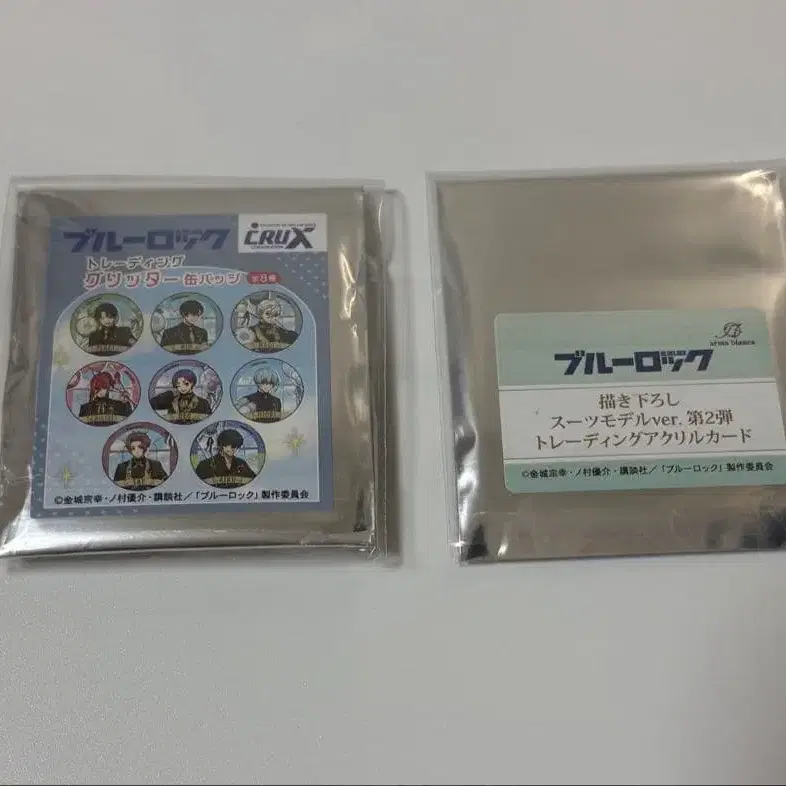 ブルーロック
CRUX
トレーディング
グリッター缶バッジ 全8種
©金城宗幸・ノ村優介・講談社／「ブルーロック」製作委員会
arma bianca
ブルーロック
描き下ろし
スーツモデルver. 第2弾
トレーディングアクリルカード
©金城宗幸・ノ村優介・講談社／「ブルーロック」製作委員会